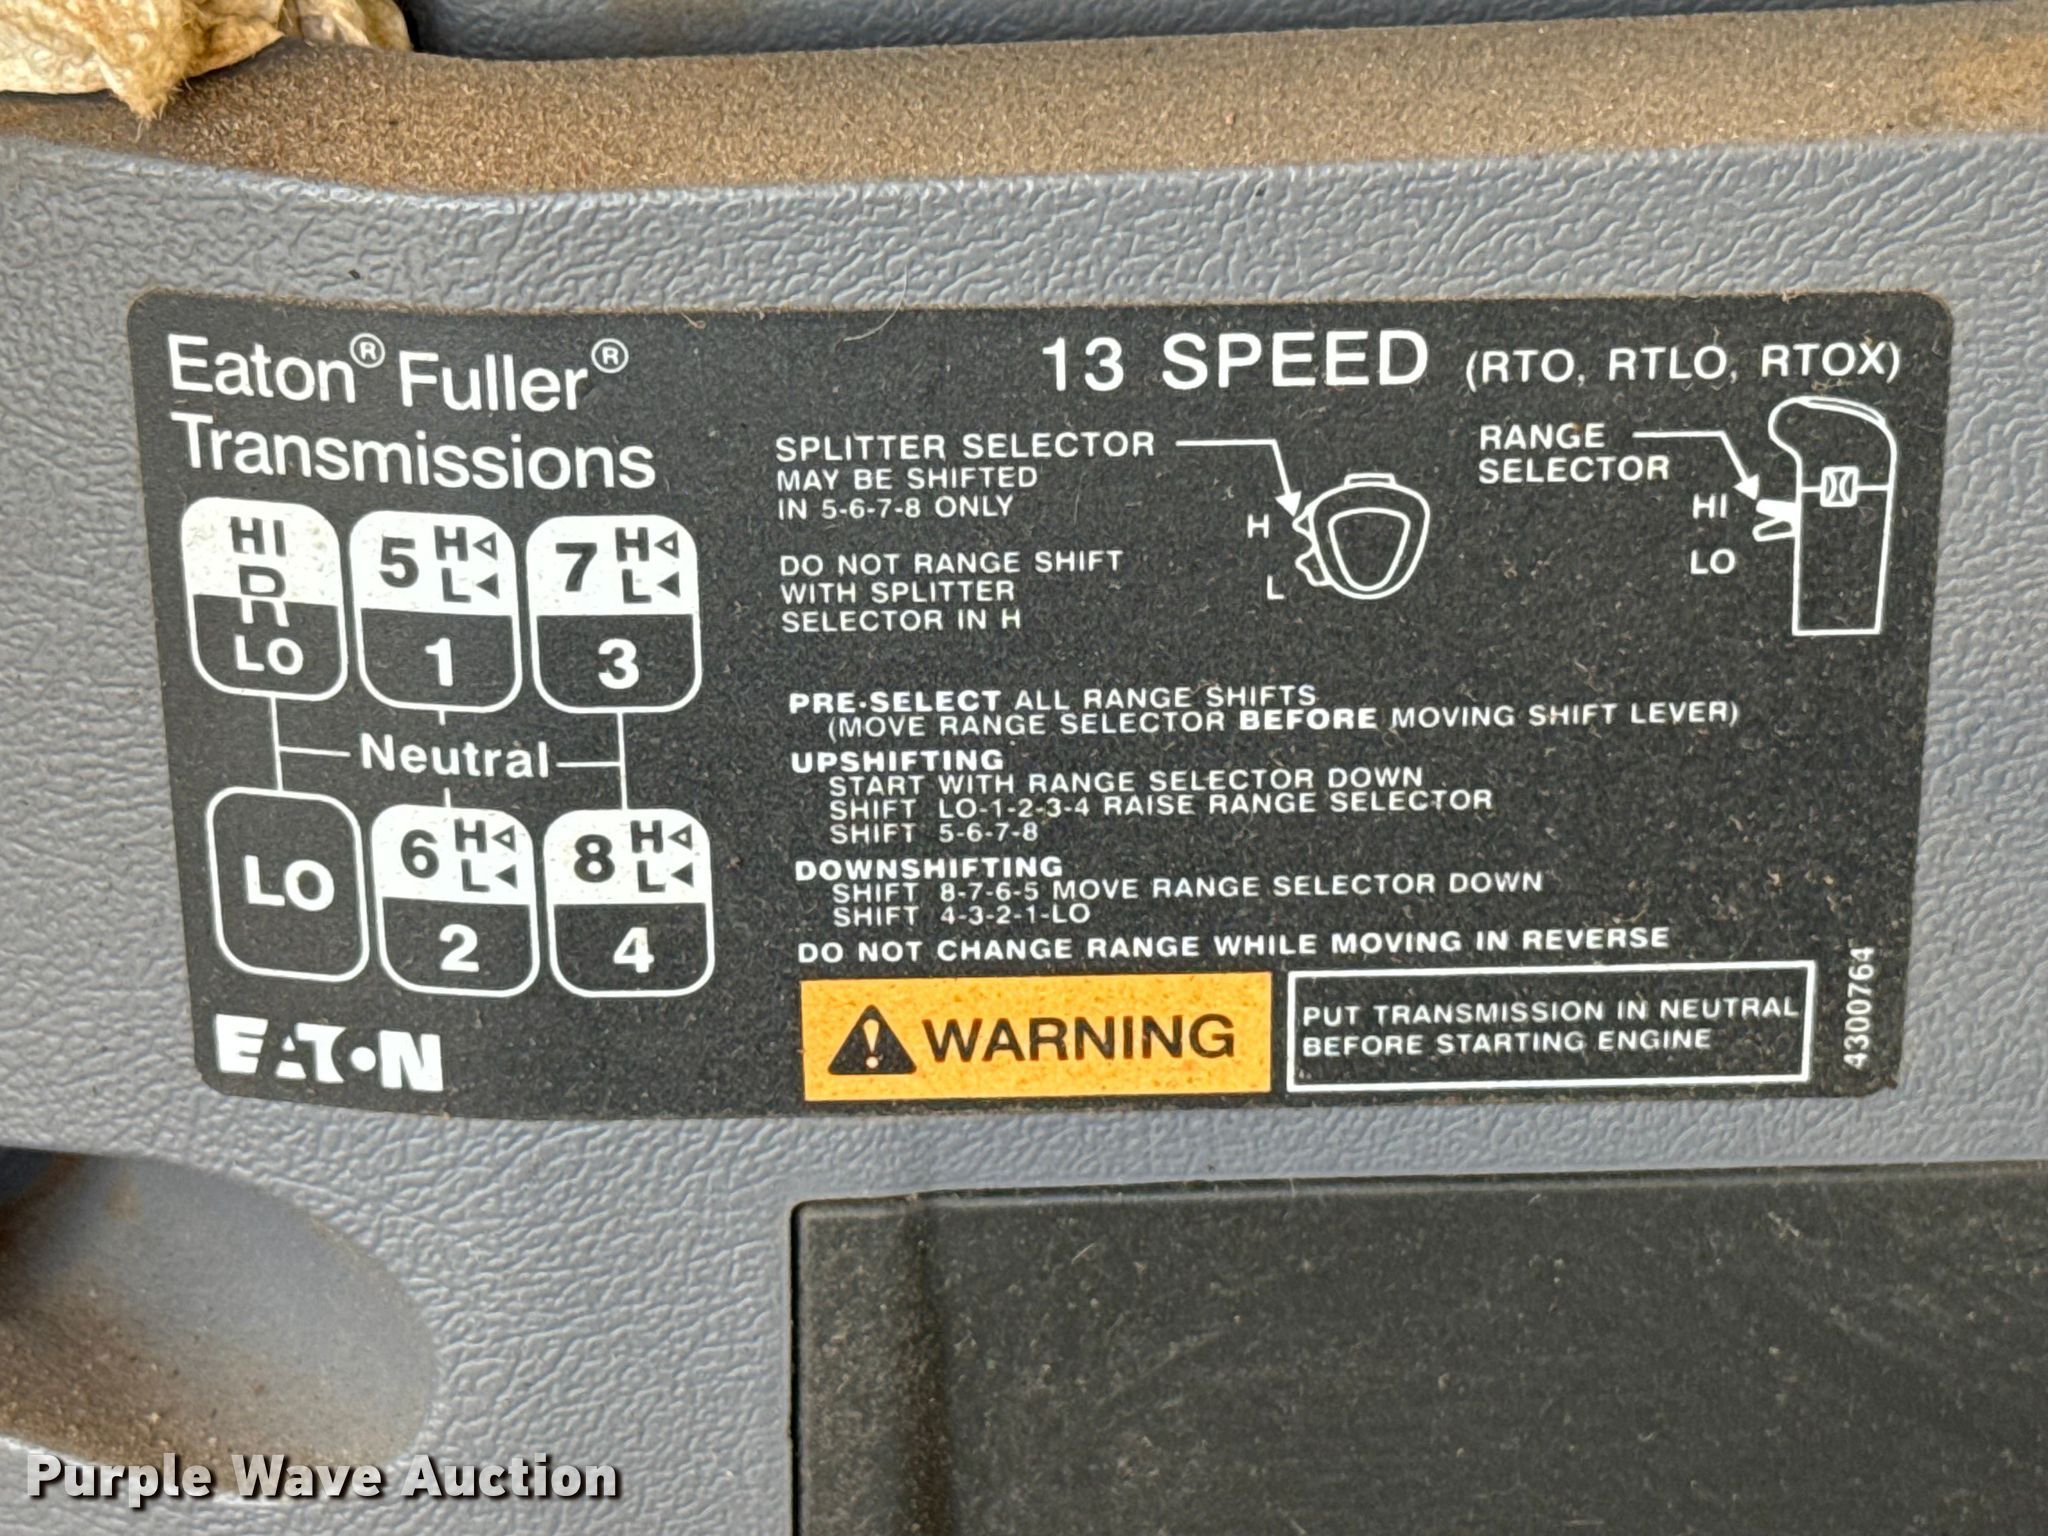 Eaton® Fuller®
Transmissions
13 SPEED (RTO, RTLO, RTOX)
SPLITTER SELECTOR
MAY BE SHIFTED
IN 5-6-7-8 ONLY
DO NOT RANGE SHIFT
WITH SPLITTER
SELECTOR IN H
H
L
RANGE
SELECTOR
HI
LO
HI
R
LO
5 H
L
1
7 H
L
3
Neutral
LO
6 H
L
2
8 H
L
4
PRE-SELECT ALL RANGE SHIFTS
(MOVE RANGE SELECTOR BEFORE MOVING SHIFT LEVER)
UPSHIFTING
START WITH RANGE SELECTOR DOWN
SHIFT LO-1-2-3-4 RAISE RANGE SELECTOR
SHIFT 5-6-7-8
DOWNSHIFTING
SHIFT 8-7-6-5 MOVE RANGE SELECTOR DOWN
SHIFT 4-3-2-1-LO
DO NOT CHANGE RANGE WHILE MOVING IN REVERSE
EATON
WARNING
PUT TRANSMISSION IN NEUTRAL
BEFORE STARTING ENGINE
4300764
Purple Wave Auction